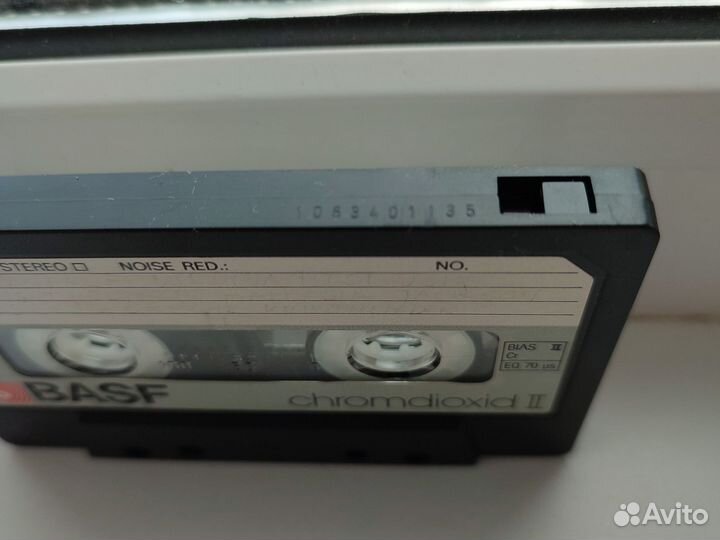 1083401135
STEREO □ NOISE RED.: NO.
BIAS II
Cr
EQ. 70 µs
BASF
chromdioxid II
Avito